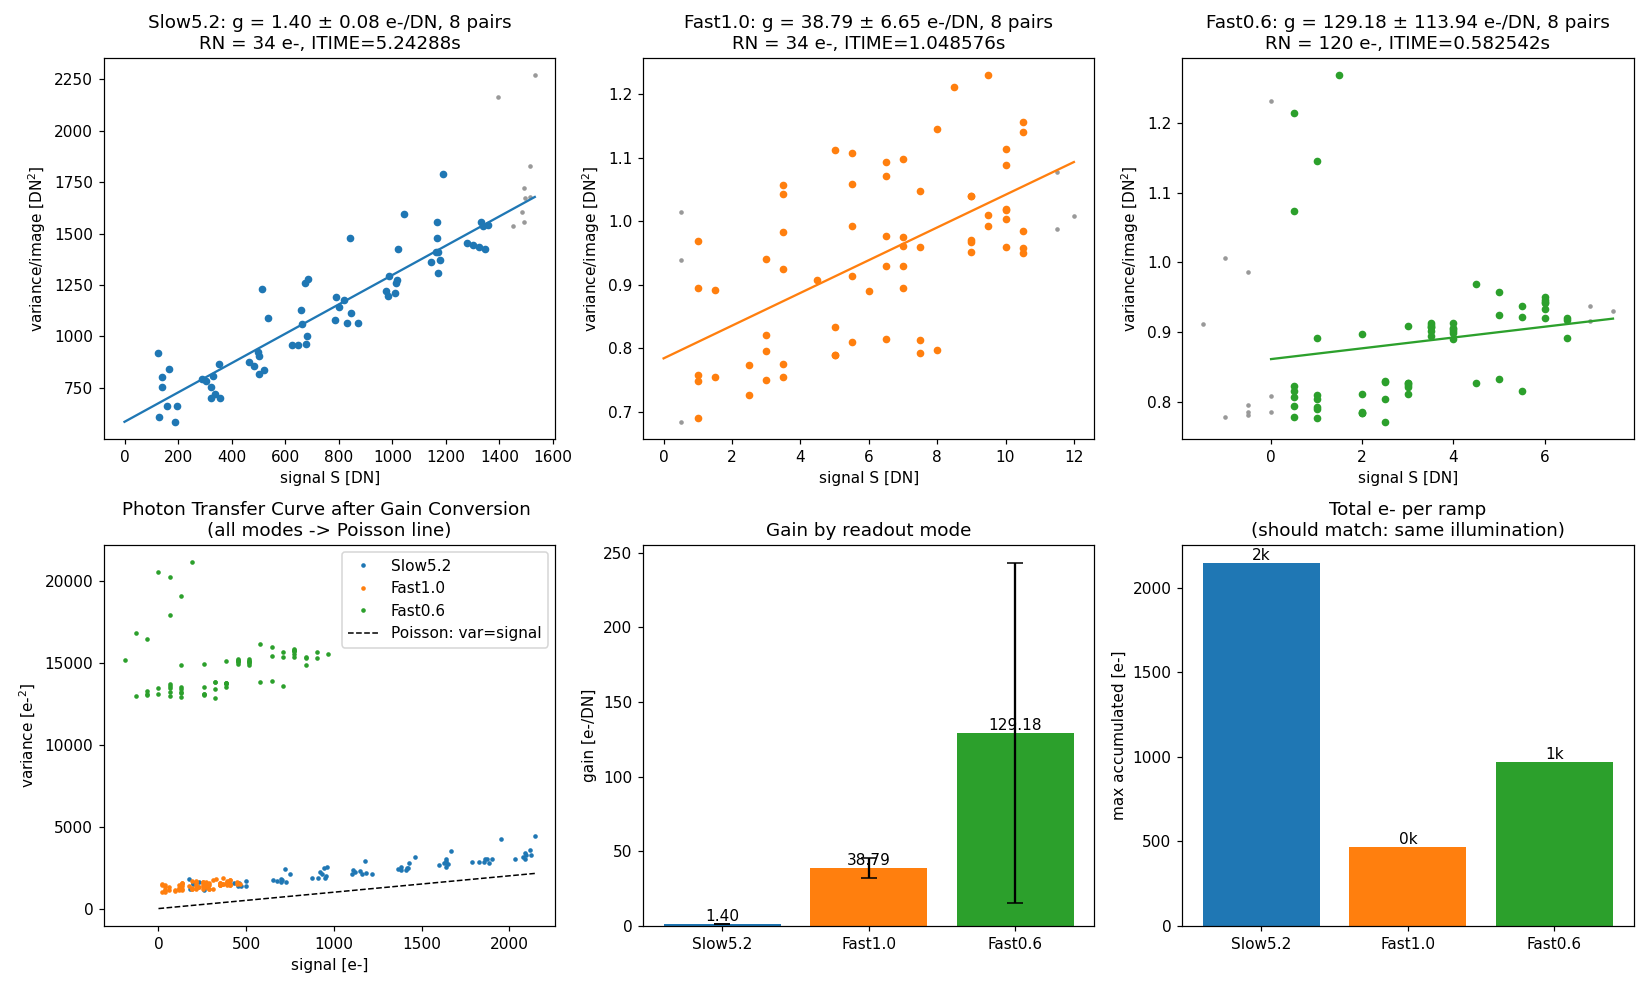 Slow5.2: g = 1.40 ± 0.08 e-/DN, 8 pairs
RN = 34 e-, ITIME=5.24288s
variance/image [DN²]
2250
2000
1750
1500
1250
1000
750
0 200 400 600 800 1000 1200 1400 1600
signal S [DN]
Fast1.0: g = 38.79 ± 6.65 e-/DN, 8 pairs
RN = 34 e-, ITIME=1.048576s
variance/image [DN²]
1.2
1.1
1.0
0.9
0.8
0.7
0 2 4 6 8 10 12
signal S [DN]
Fast0.6: g = 129.18 ± 113.94 e-/DN, 8 pairs
RN = 120 e-, ITIME=0.582542s
variance/image [DN²]
1.2
1.1
1.0
0.9
0.8
0 2 4 6
signal S [DN]
Photon Transfer Curve after Gain Conversion
(all modes -> Poisson line)
variance [e-²]
20000
15000
10000
5000
0
Slow5.2
Fast1.0
Fast0.6
Poisson: var=signal
0 500 1000 1500 2000
signal [e-]
Gain by readout mode
gain [e-/DN]
250
200
150
100
50
0
1.40
38.79
129.18
Slow5.2 Fast1.0 Fast0.6
Total e- per ramp
(should match: same illumination)
max accumulated [e-]
2000
1500
1000
500
0
2k
0k
1k
Slow5.2 Fast1.0 Fast0.6